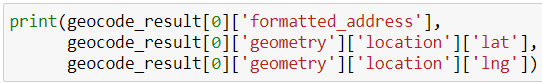 print(geocode_result[0]['formatted_address'],
geocode_result[0]['geometry']['location']['lat'],
geocode_result[0]['geometry']['location']['lng'])